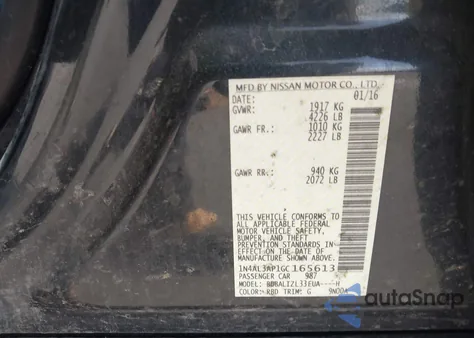 MFD BY NISSAN MOTOR CO., LTD.
DATE: 01/16
GVWR: 1917 KG
4226 LB
GAWR FR.: 1010 KG
2227 LB
GAWR RR.: 940 KG
2072 LB
THIS VEHICLE CONFORMS TO ALL
APPLICABLE U.S. FEDERAL
MOTOR VEHICLE SAFETY,
BUMPER, AND THEFT
PREVENTION STANDARDS
IN EFFECT ON THE DATE OF
MANUFACTURE SHOWN ABOVE.
1N4AL3AP1GC165613
PASSENGER CAR 987
MODEL:
COLOR: RBD TRIM: G
autoSnap